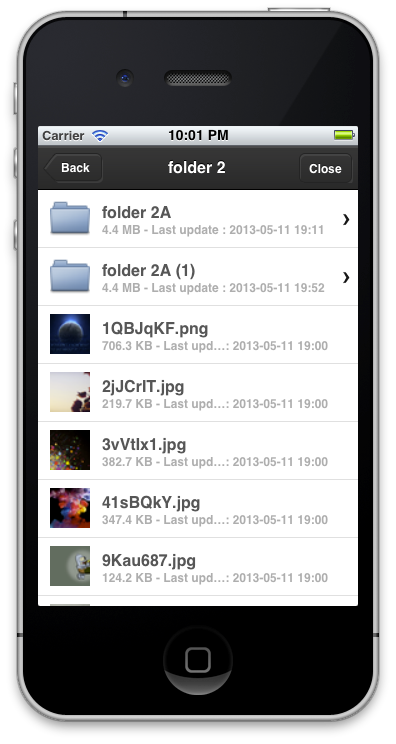 Carrier 10:01 PM
Back folder 2 Close
folder 2A
4.4 MB - Last update : 2013-05-11 19:11
folder 2A (1)
4.4 MB - Last update : 2013-05-11 19:52
1QBJqKF.png
706.3 KB - Last upd...: 2013-05-11 19:00
2jJCrIT.jpg
219.7 KB - Last upd...: 2013-05-11 19:00
3vVtIx1.jpg
382.7 KB - Last upd...: 2013-05-11 19:00
41sBQkY.jpg
347.4 KB - Last upd...: 2013-05-11 19:00
9Kau687.jpg
124.2 KB - Last upd...: 2013-05-11 19:00